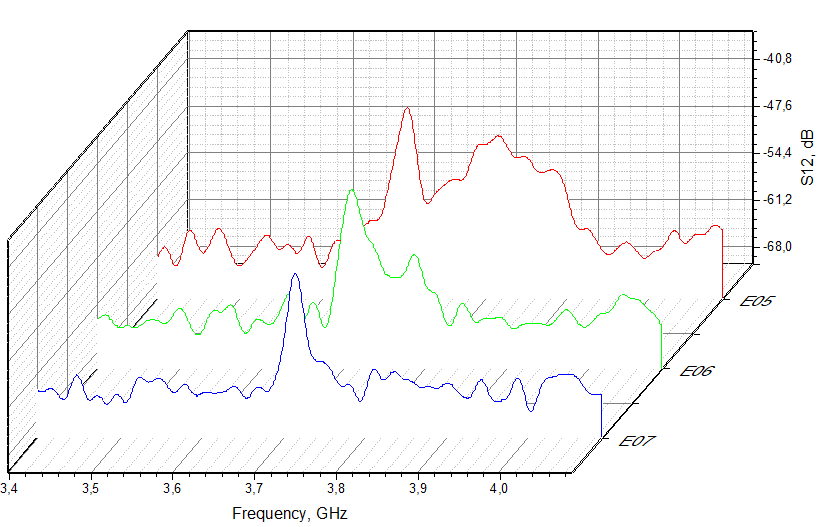 -40,8
-47,6
-54,4
-61,2
-68,0
S12, dB
E05
E06
E07
3,4 3,5 3,6 3,7 3,8 3,9 4,0
Frequency, GHz